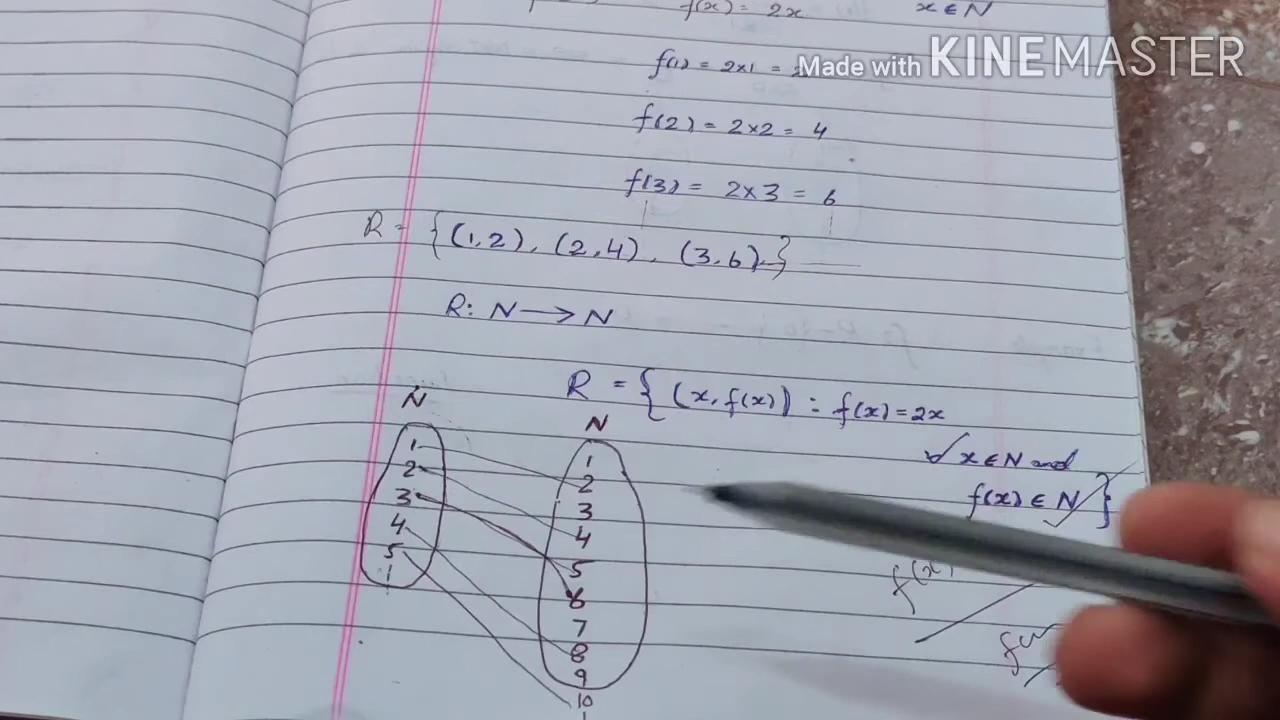 f(x) = 2x x ∈ N
Made with KINEMASTER
f(1) = 2×1 =
f(2) = 2×2 = 4
f(3) = 2×3 = 6
R = {(1,2), (2,4), (3,6)}
R: N → N
R = {(x, f(x)) : f(x) = 2x
∀ x ∈ N and
f(x) ∈ N}
N N
1 1
2 2
3 3
4 4
5 5
6
7
8
9
10
f(x)